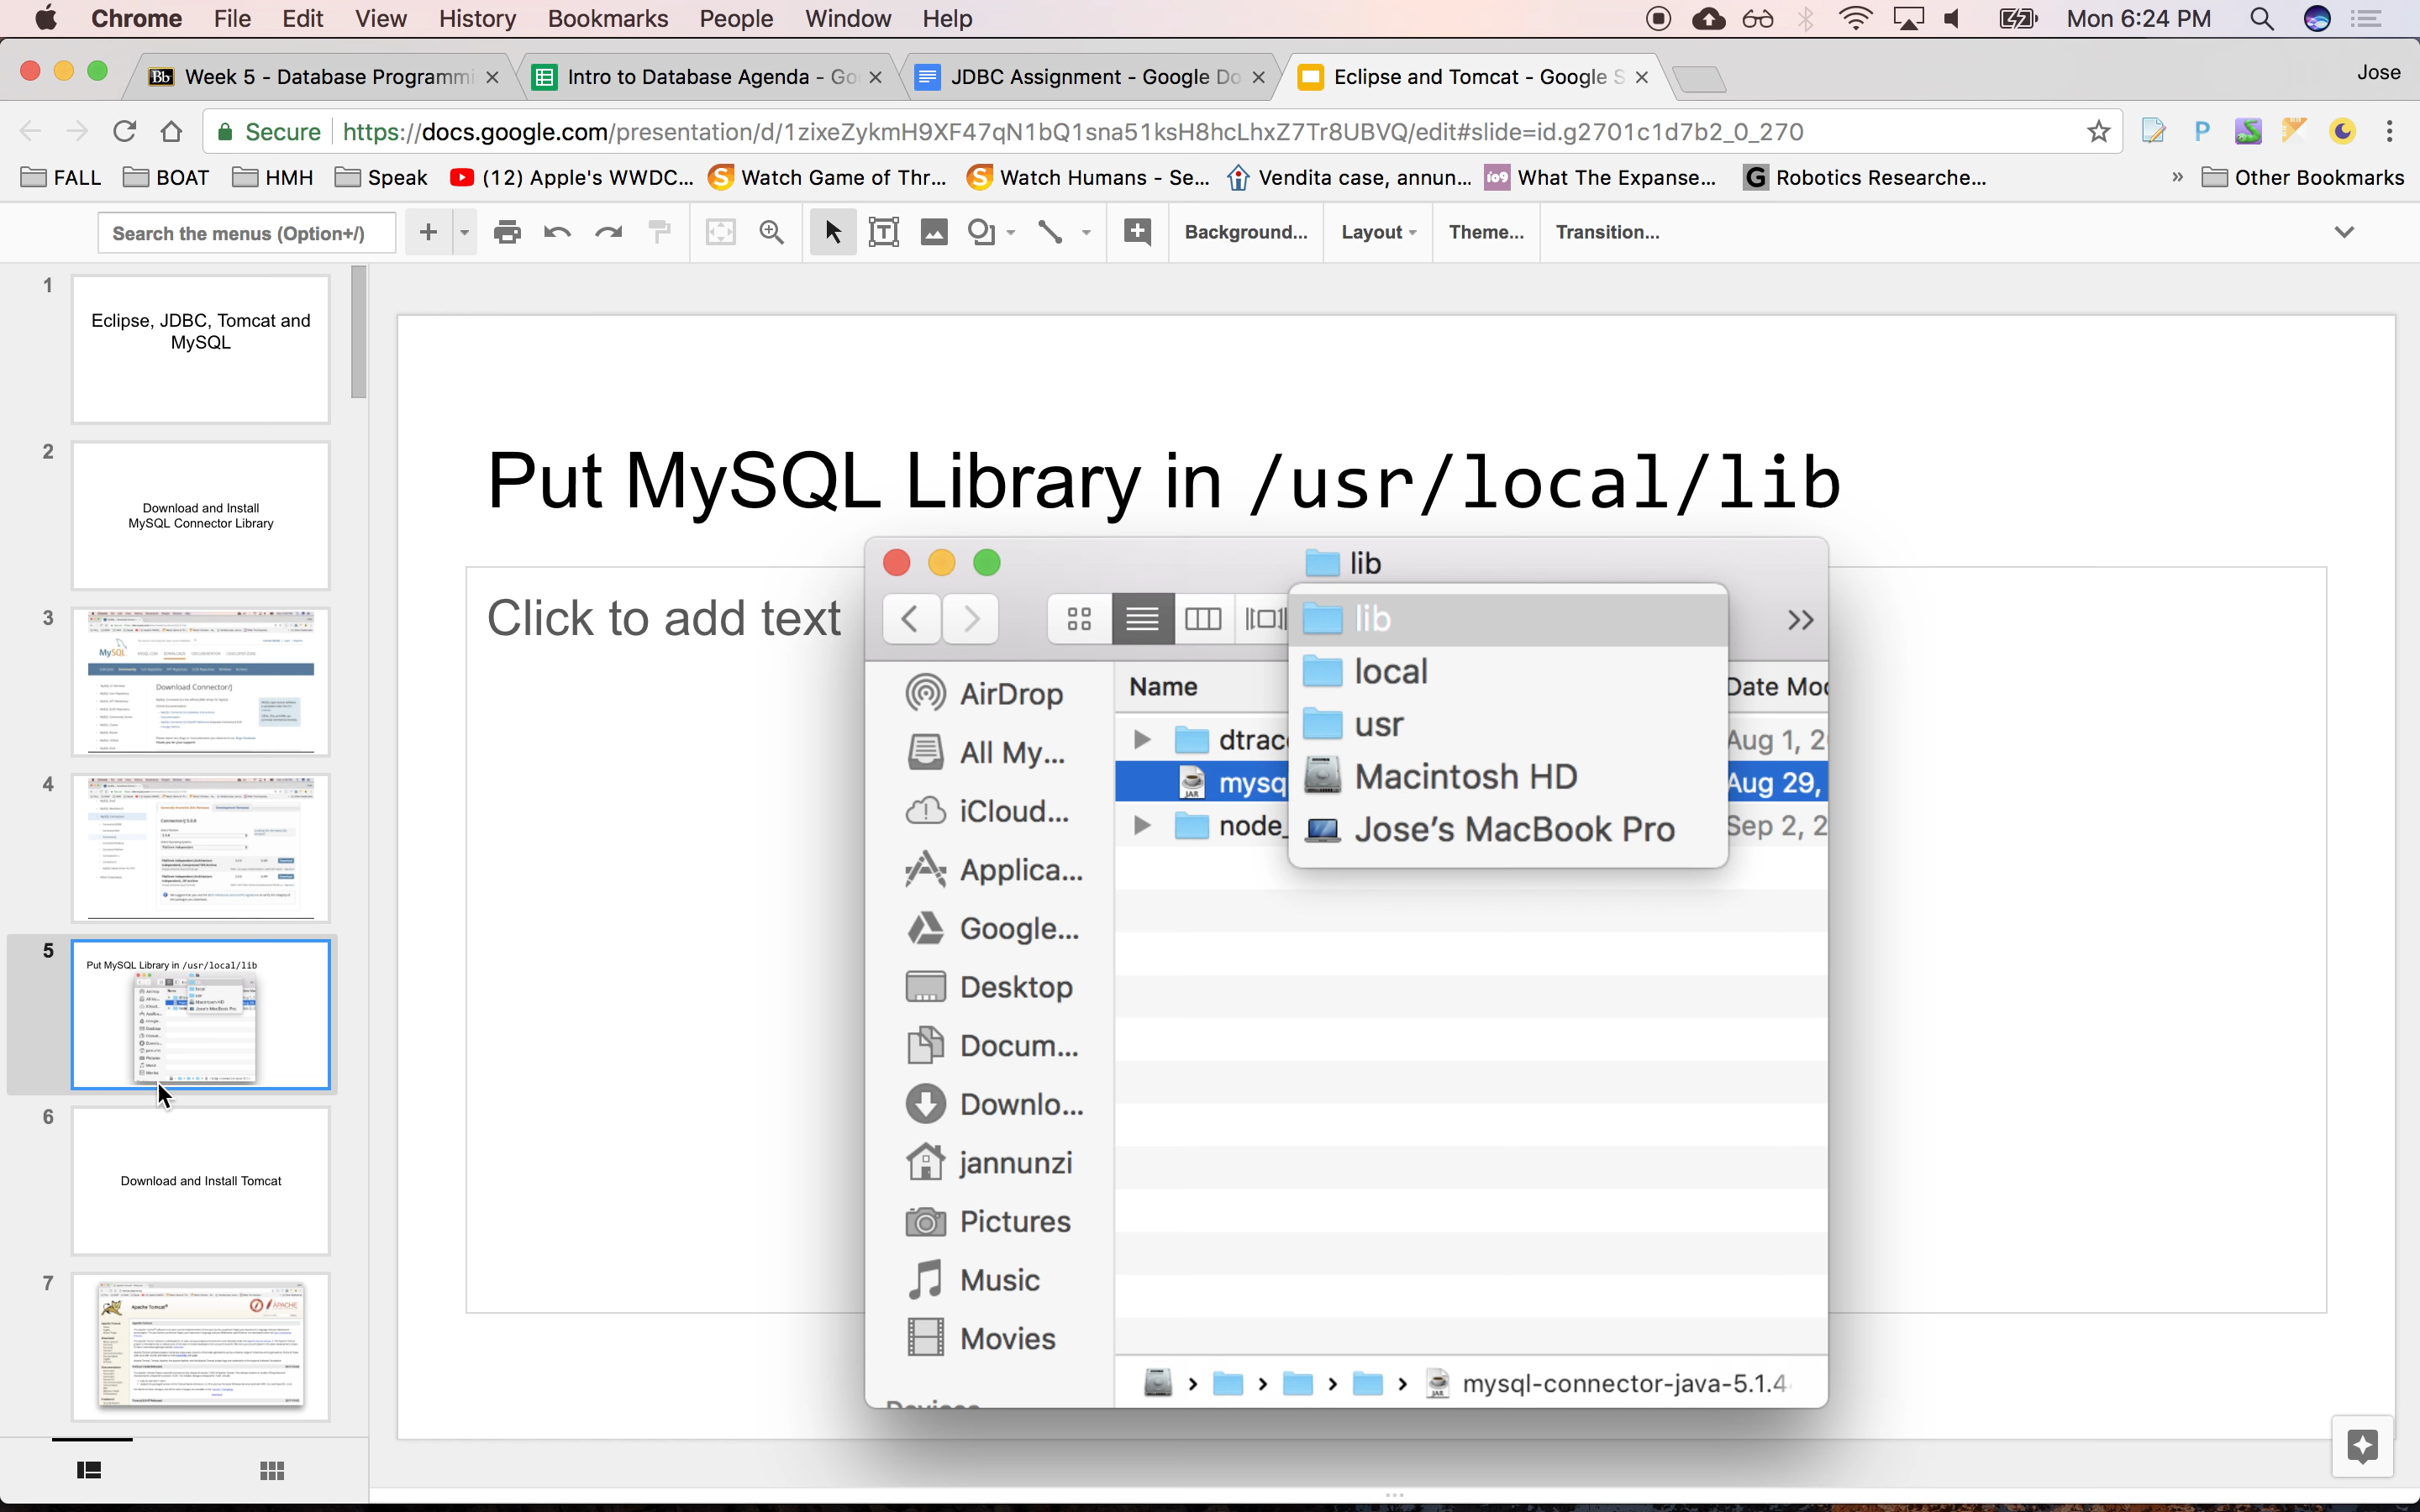 Chrome File Edit View History Bookmarks People Window Help Mon 6:24 PM
Week 5 - Database Programmi Intro to Database Agenda - Go JDBC Assignment - Google Do Eclipse and Tomcat - Google S Jose
Secure https://docs.google.com/presentation/d/1zixeZykmH9XF47qN1bQ1sna51ksH8hcLhxZ7Tr8UBVQ/edit#slide=id.g2701c1d7b2_0_270
FALL BOAT HMH Speak (12) Apple's WWDC... Watch Game of Thr... Watch Humans - Se... Vendita case, annun... io9 What The Expanse... G Robotics Researche... » Other Bookmarks
Search the menus (Option+/) Background... Layout Theme... Transition...
1
Eclipse, JDBC, Tomcat and
MySQL
2
Download and Install
MySQL Connector Library
3
MySQL
Download Connector/J
4
5
Put MySQL Library in /usr/local/lib
6
Download and Install Tomcat
7
Apache Tomcat
Put MySQL Library in /usr/local/lib
Click to add text
lib
lib
local
usr
Macintosh HD
Jose's MacBook Pro
Name Date Mod
dtrac Aug 1, 2
mysq Aug 29,
node_ Sep 2, 2
AirDrop
All My...
iCloud...
Applica...
Google...
Desktop
Docum...
Downlo...
jannunzi
Pictures
Music
Movies
Devices
mysql-connector-java-5.1.4